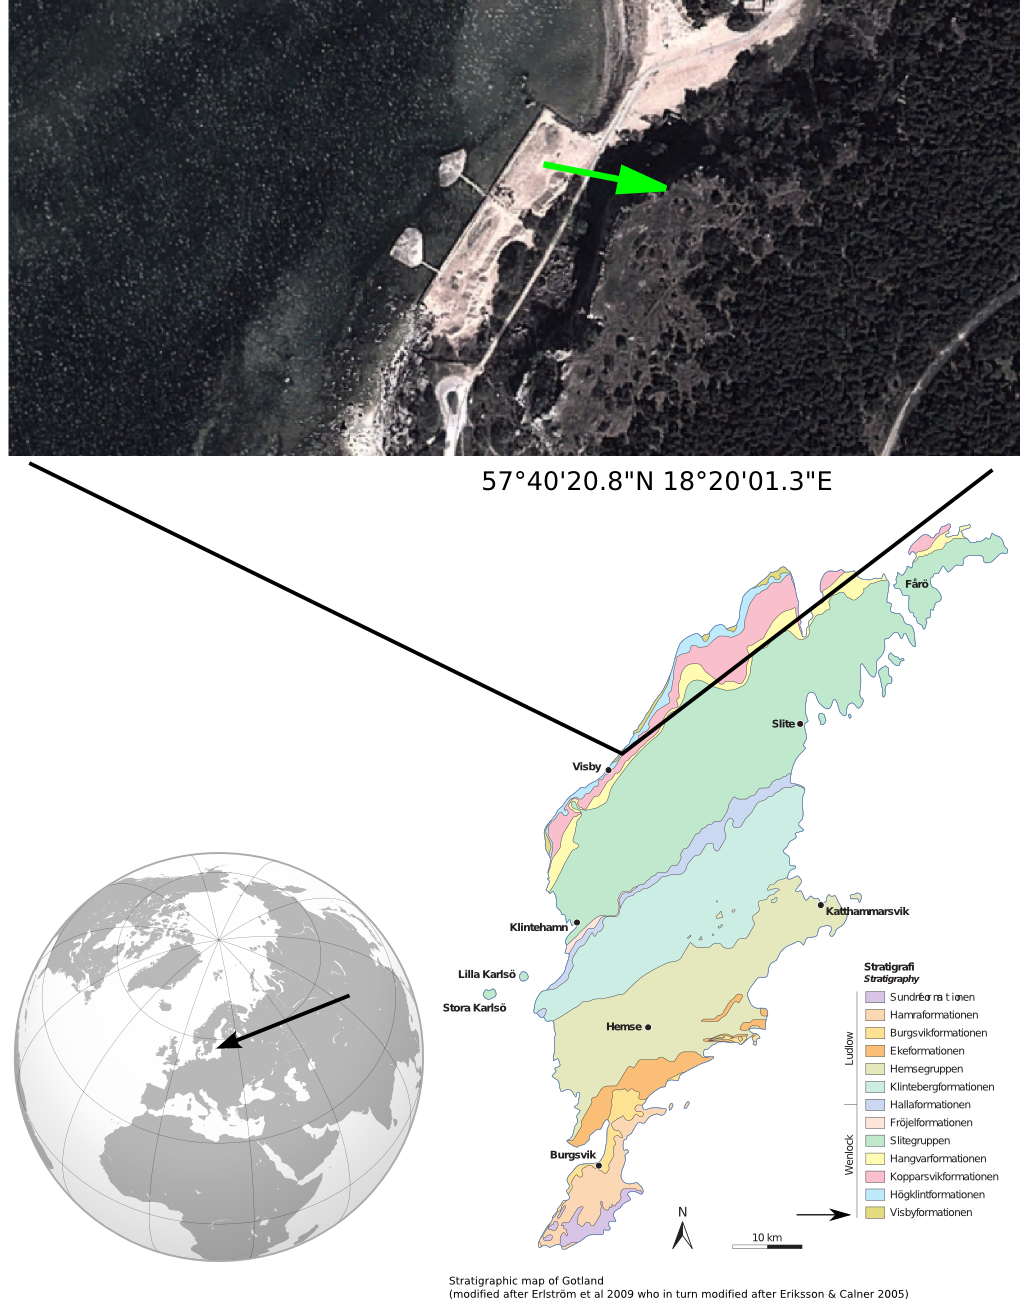 57°40'20.8"N 18°20'01.3"E
Fårö
Slite
Visby
Klintehamn
Katthammarsvik
Lilla Karlsö
Stora Karlsö
Hemse
Burgsvik
Stratigrafi
Stratigraphy
Ludlow
Wenlock
Sundreformationen
Hamraformationen
Burgsvikformationen
Ekeformationen
Hemsegruppen
Klintebergformationen
Hallaformationen
Fröjelformationen
Slitegruppen
Hangvarformationen
Kopparsvikformationen
Högklintformationen
Visbyformationen
N
10 km
Stratigraphic map of Gotland
(modified after Erlström et al 2009 who in turn modified after Eriksson & Calner 2005)